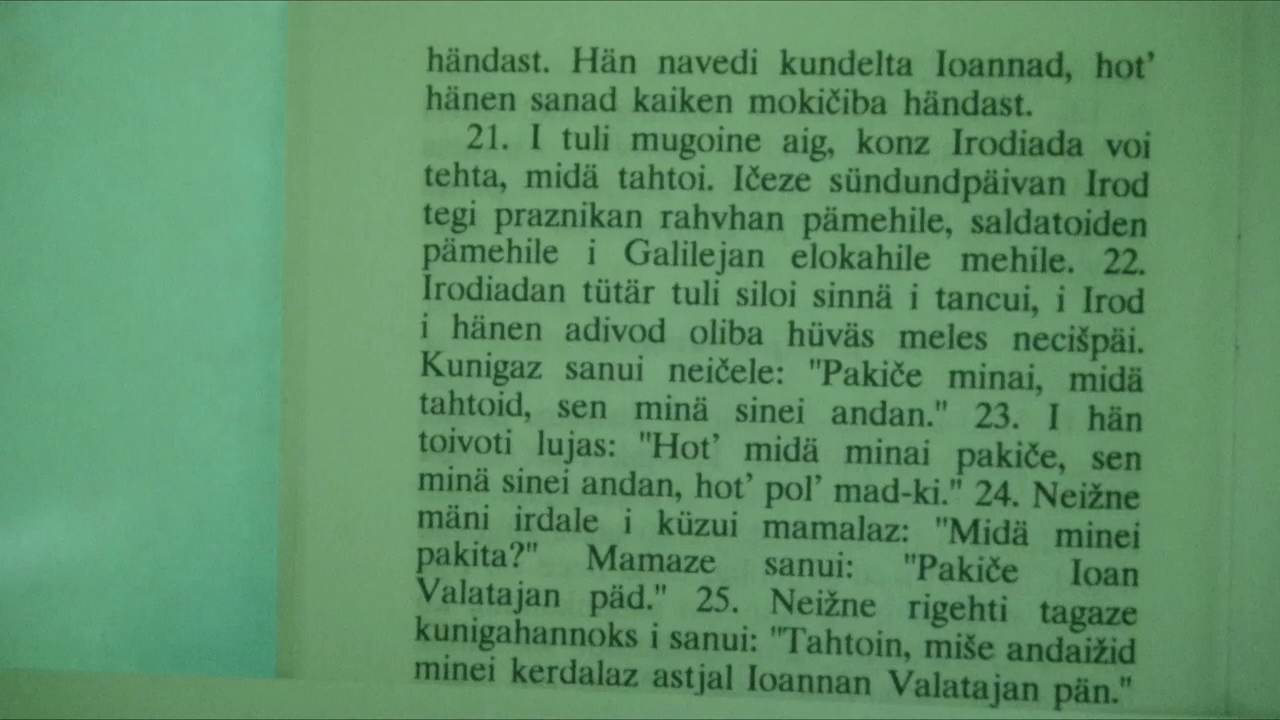 händast. Hän navedi kundelta Ioannad, hot’
hänen sanad kaiken mokičiba händast.
21. I tuli mugoine aig, konz Irodiada voi
tehta, midä tahtoi. Ičeze sündundpäivan Irod
tegi praznikan rahvhan pämehile, saldatoiden
pämehile i Galilejan elokahile mehile. 22.
Irodiadan tütär tuli siloi sinnä i tancui, i Irod
i hänen adivod oliba hüväs meles necišpäi.
Kunigaz sanui neičele: "Pakiče minai, midä
tahtoid, sen minä sinei andan." 23. I hän
toivoti lujas: "Hot’ midä minai pakiče, sen
minä sinei andan, hot’ pol’ mad-ki." 24. Neižne
mäni irdale i küzui mamalaz: "Midä minei
pakita?" Mamaze sanui: "Pakiče Ioan
Valatajan päd." 25. Neižne rigehti tagaze
kunigahannoks i sanui: "Tahtoin, miše andaižid
minei kerdalaz astjal Ioannan Valatajan pän."